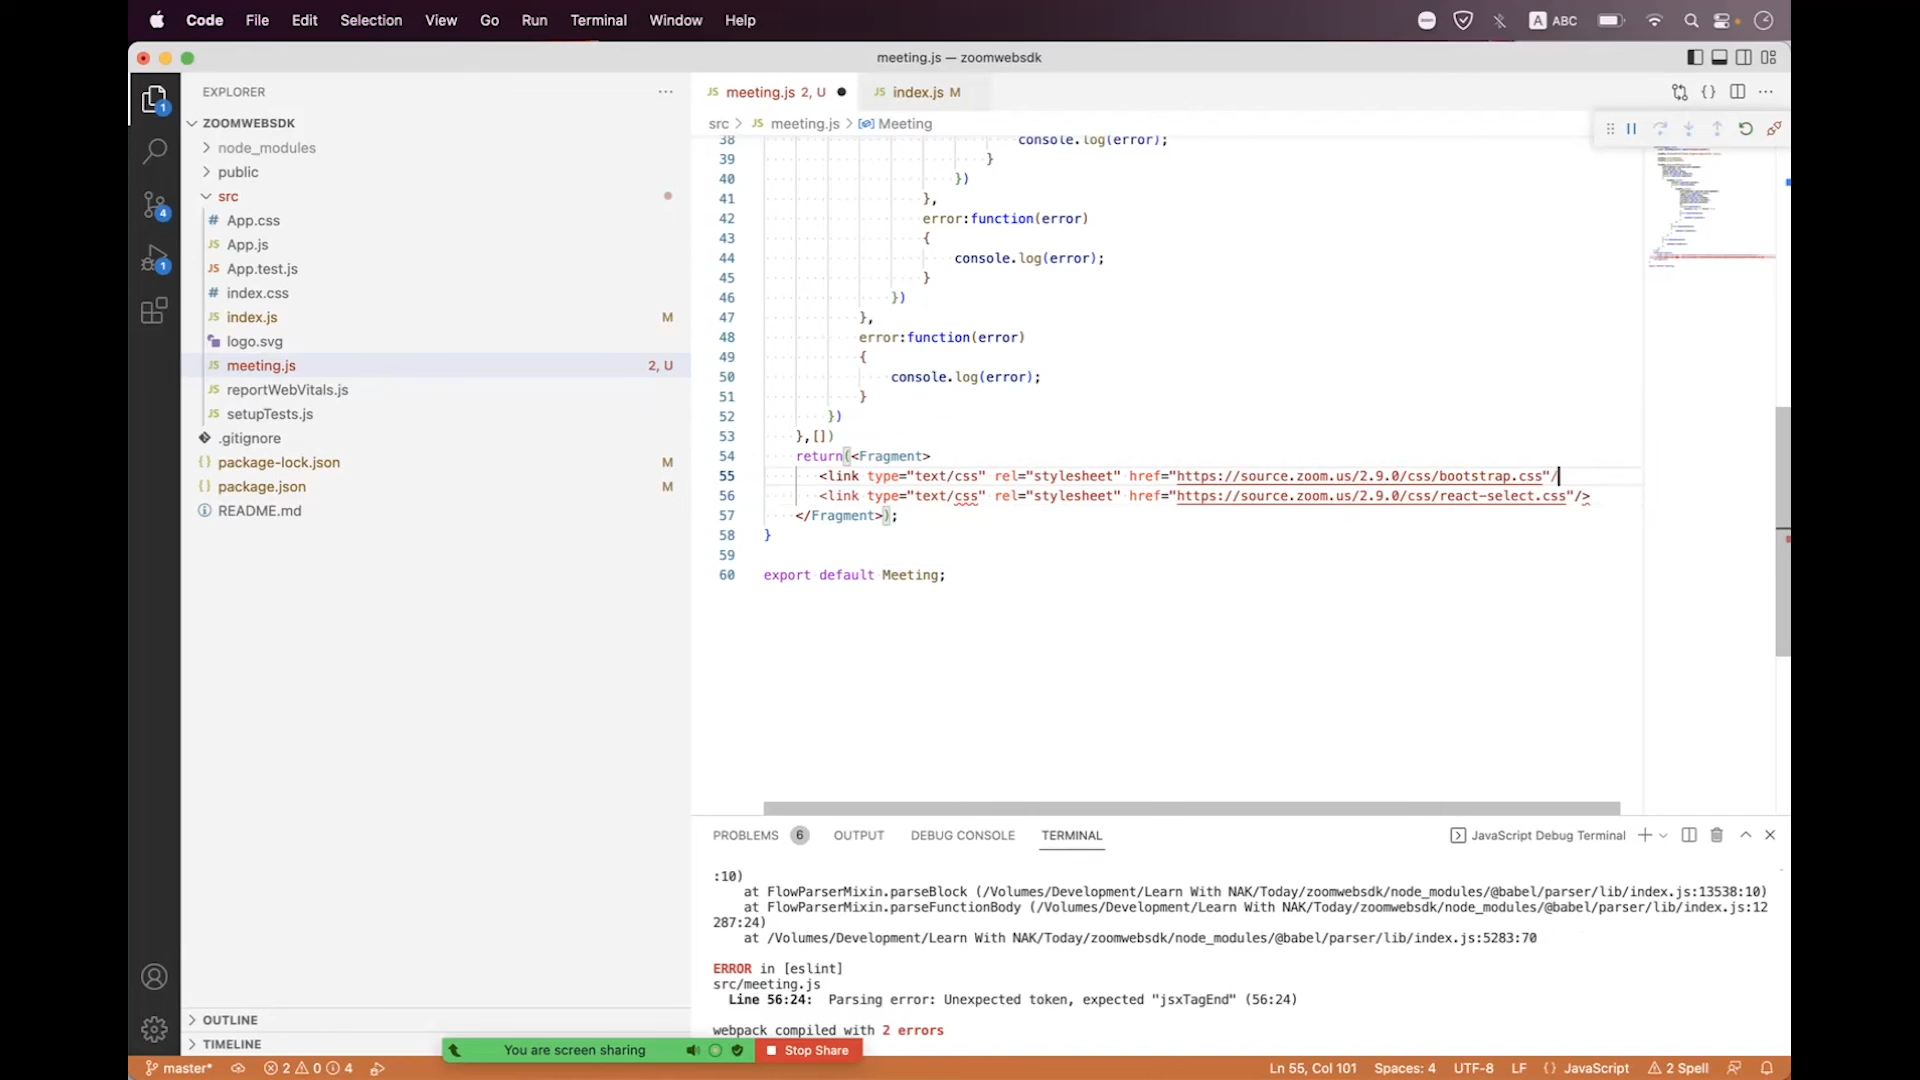 Code File Edit Selection View Go Run Terminal Window Help A ABC
meeting.js — zoomwebsdk
EXPLORER
ZOOMWEBSDK
node_modules
public
src
# App.css
JS App.js
JS App.test.js
# index.css
JS index.js M
logo.svg
JS meeting.js 2, U
JS reportWebVitals.js
JS setupTests.js
.gitignore
{} package-lock.json M
{} package.json M
README.md
OUTLINE
TIMELINE
1
4
1
JS meeting.js 2, U JS index.js M
src > JS meeting.js > Meeting
38 console.log(error);
39 }
40 })
41 },
42 error:function(error)
43 {
44 console.log(error);
45 }
46 })
47 },
48 error:function(error)
49 {
50 console.log(error);
51 }
52 })
53 },[])
54 return(<Fragment>
55 <link type="text/css" rel="stylesheet" href="https://source.zoom.us/2.9.0/css/bootstrap.css"/
56 <link type="text/css" rel="stylesheet" href="https://source.zoom.us/2.9.0/css/react-select.css"/>
57 </Fragment>);
58 }
59
60 export default Meeting;
PROBLEMS 6 OUTPUT DEBUG CONSOLE TERMINAL JavaScript Debug Terminal
:10)
at FlowParserMixin.parseBlock (/Volumes/Development/Learn With NAK/Today/zoomwebsdk/node_modules/@babel/parser/lib/index.js:13538:10)
at FlowParserMixin.parseFunctionBody (/Volumes/Development/Learn With NAK/Today/zoomwebsdk/node_modules/@babel/parser/lib/index.js:12
287:24)
at /Volumes/Development/Learn With NAK/Today/zoomwebsdk/node_modules/@babel/parser/lib/index.js:5283:70
ERROR in [eslint]
src/meeting.js
Line 56:24: Parsing error: Unexpected token, expected "jsxTagEnd" (56:24)
webpack compiled with 2 errors
You are screen sharing Stop Share
master* 2 0 4 Ln 55, Col 101 Spaces: 4 UTF-8 LF {} JavaScript 2 Spell